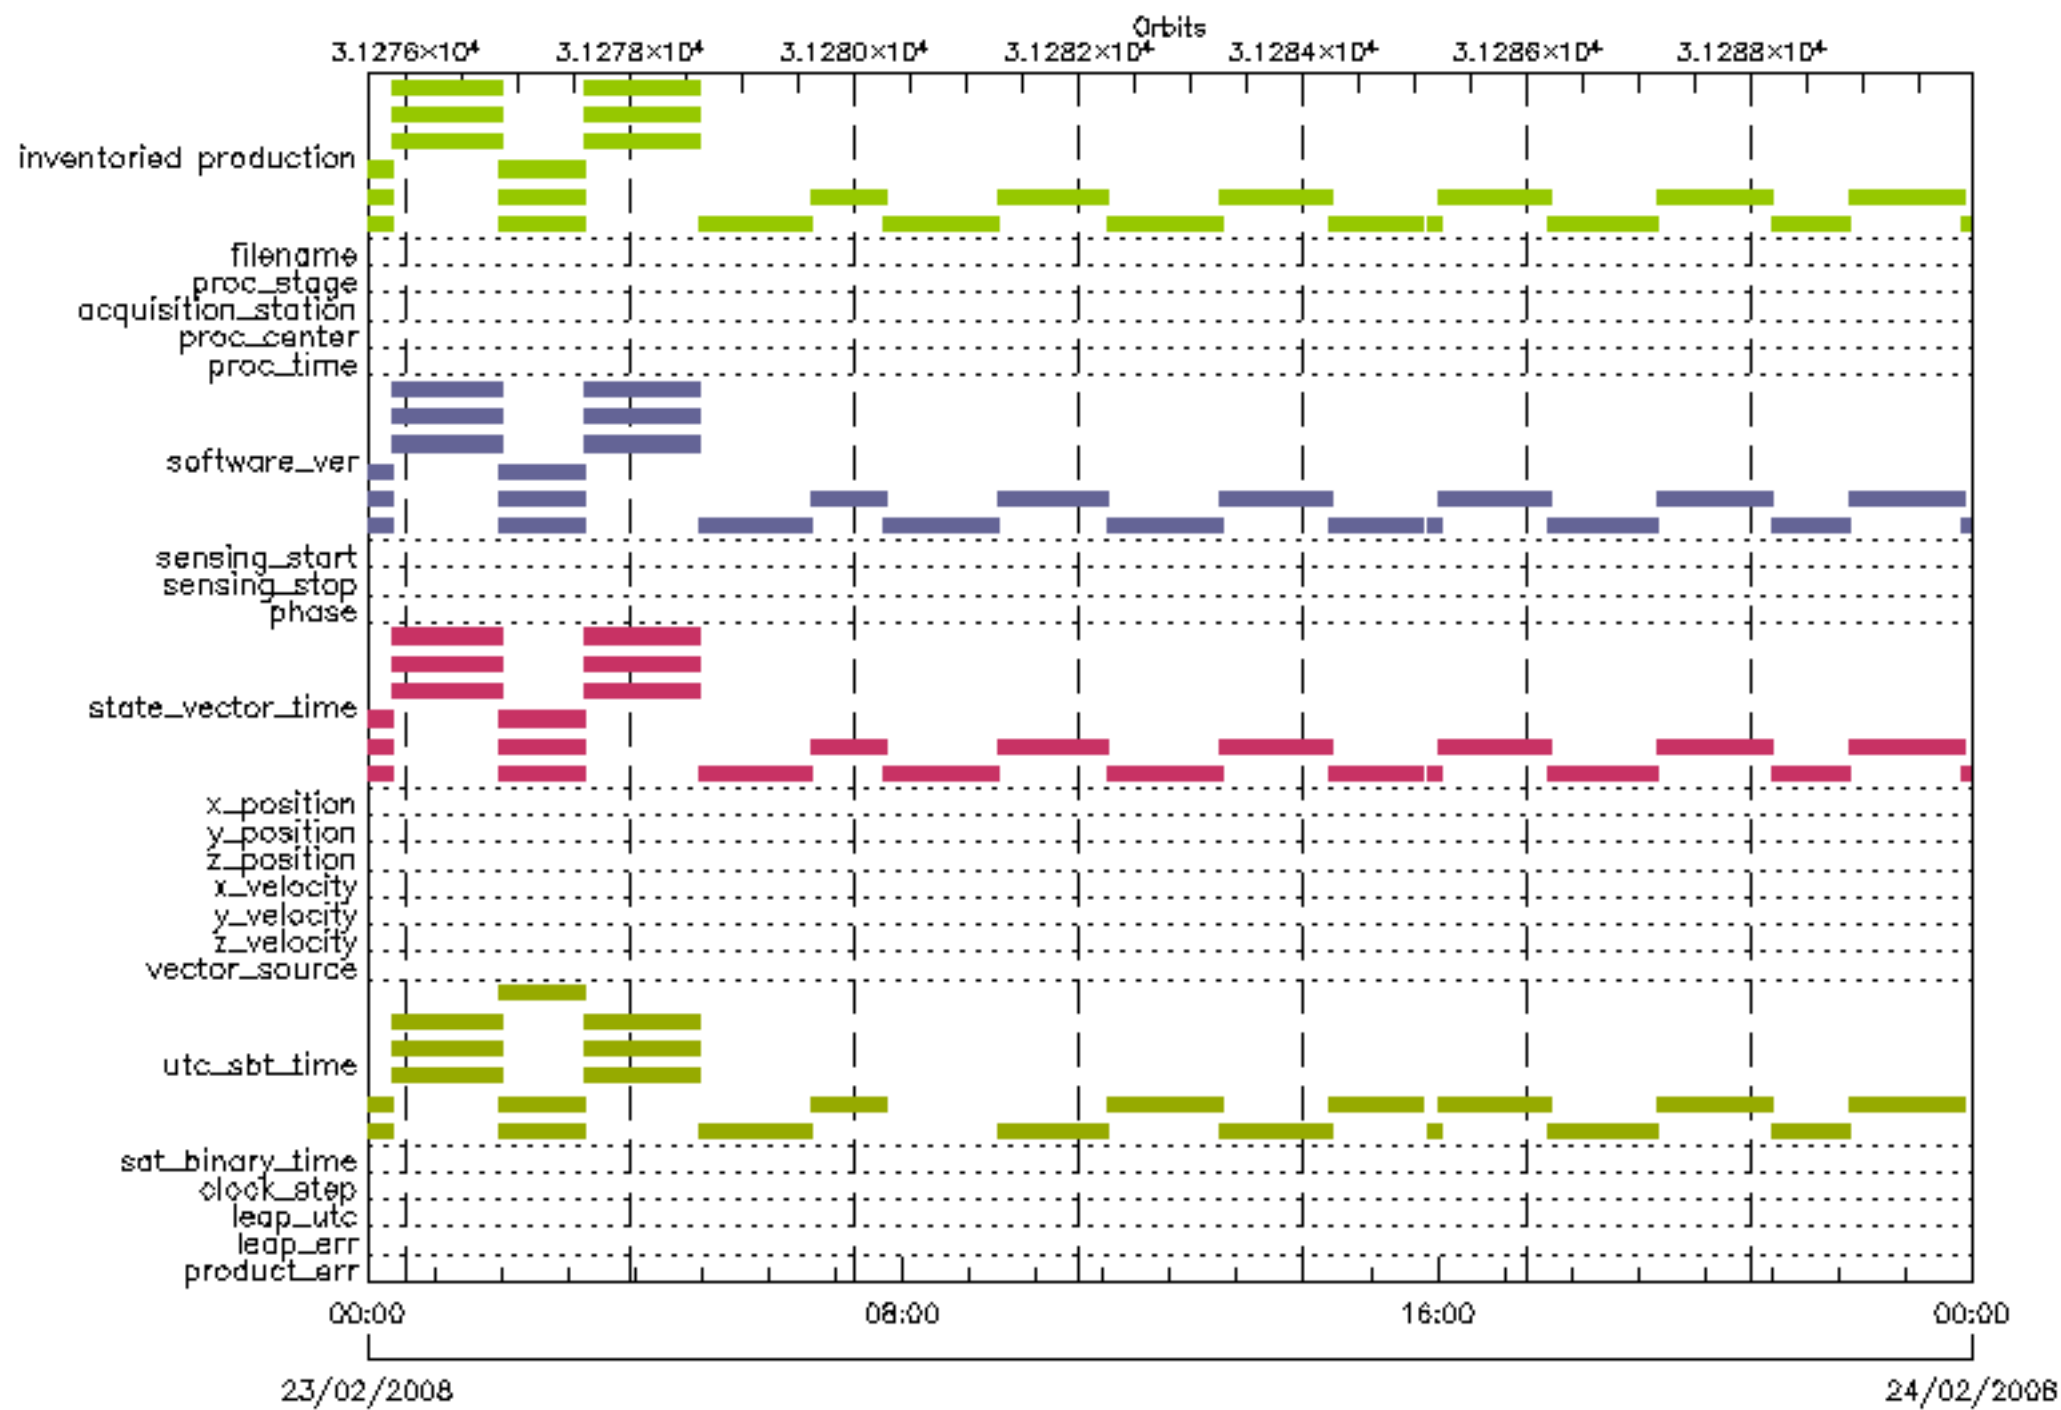 Orbits
3.1276×10⁴ 3.1278×10⁴ 3.1280×10⁴ 3.1282×10⁴ 3.1284×10⁴ 3.1286×10⁴ 3.1288×10⁴
inventoried production
filename
proc_stage
acquisition_station
proc_center
proc_time
software_ver
sensing_start
sensing_stop
phase
state_vector_time
x_position
y_position
z_position
x_velocity
y_velocity
z_velocity
vector_source
utc_sbt_time
sat_binary_time
clock_step
leap_utc
leap_err
product_err
00:00 08:00 16:00 00:00
23/02/2008 24/02/2008